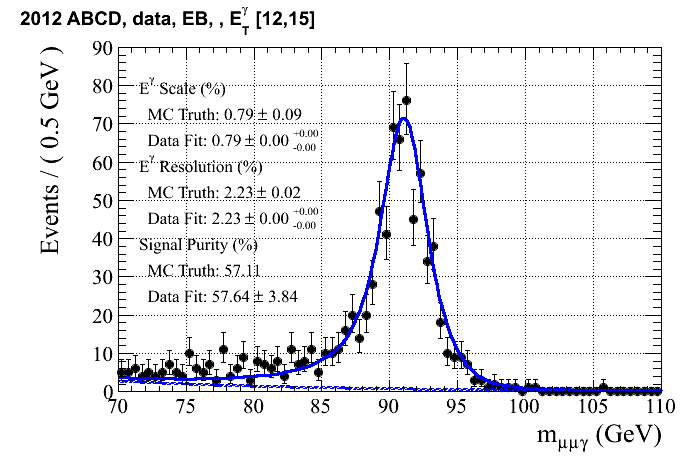 2012 ABCD, data, EB, , E_T^γ [12,15]
Events / ( 0.5 GeV )
90
80
70
60
50
40
30
20
10
0
E^γ Scale (%)
MC Truth: 0.79 ± 0.09
Data Fit: 0.79 ± 0.00 +0.00 -0.00
E^γ Resolution (%)
MC Truth: 2.23 ± 0.02
Data Fit: 2.23 ± 0.00 +0.00 -0.00
Signal Purity (%)
MC Truth: 57.11
Data Fit: 57.64 ± 3.84
70 75 80 85 90 95 100 105 110
m_μμγ (GeV)